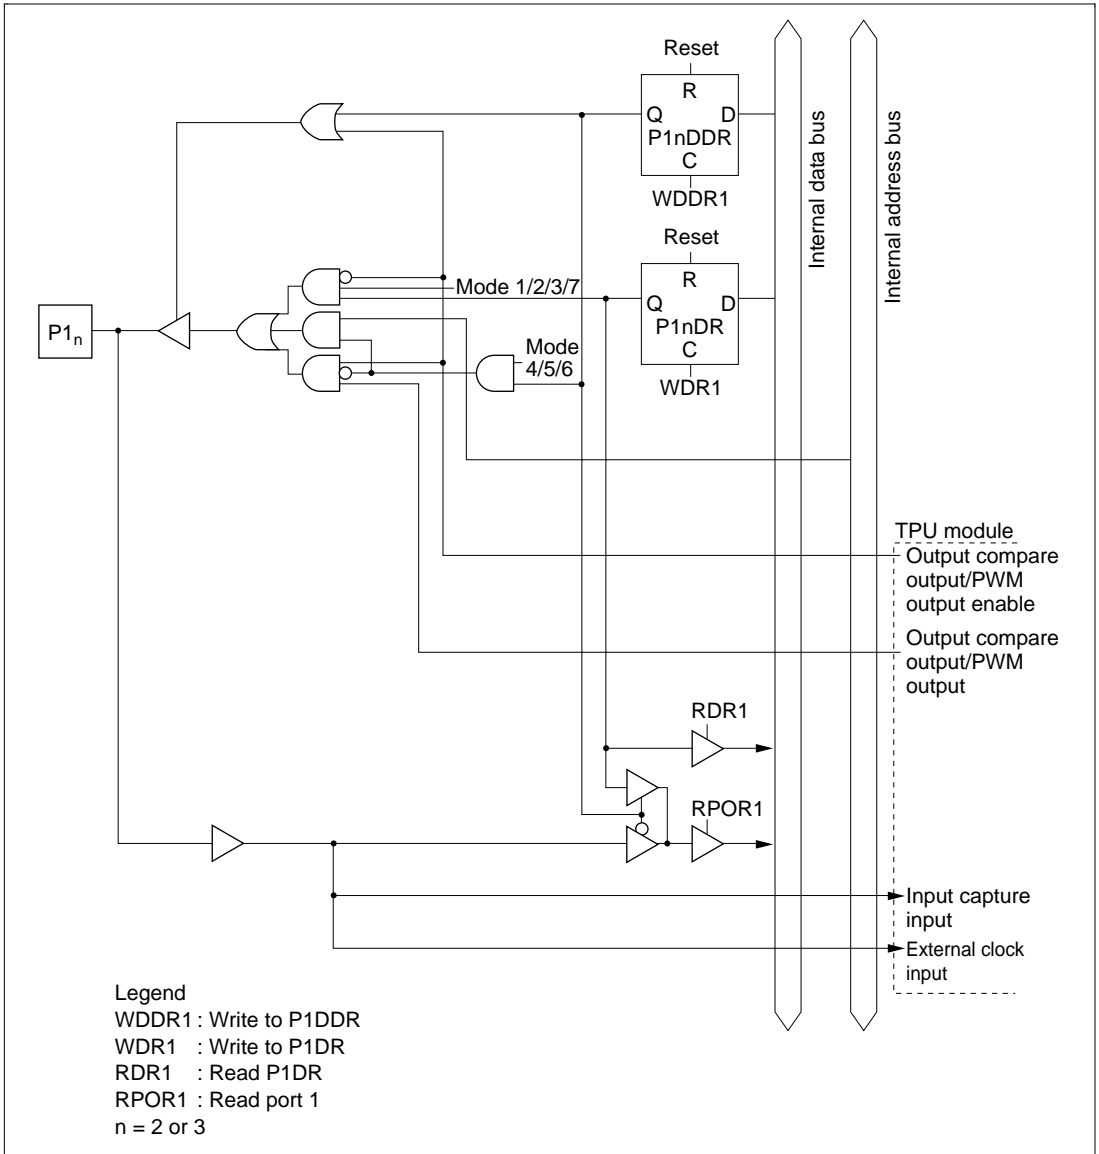 Reset
R
Q D
P1nDDR
C
WDDR1
Internal data bus
Internal address bus
Reset
R
Mode 1/2/3/7
Q D
P1nDR
C
WDR1
P1n
Mode
4/5/6
TPU module
Output compare
output/PWM
output enable
Output compare
output/PWM
output
RDR1
RPOR1
Input capture
input
External clock
input
Legend
WDDR1 : Write to P1DDR
WDR1 : Write to P1DR
RDR1 : Read P1DR
RPOR1 : Read port 1
n = 2 or 3